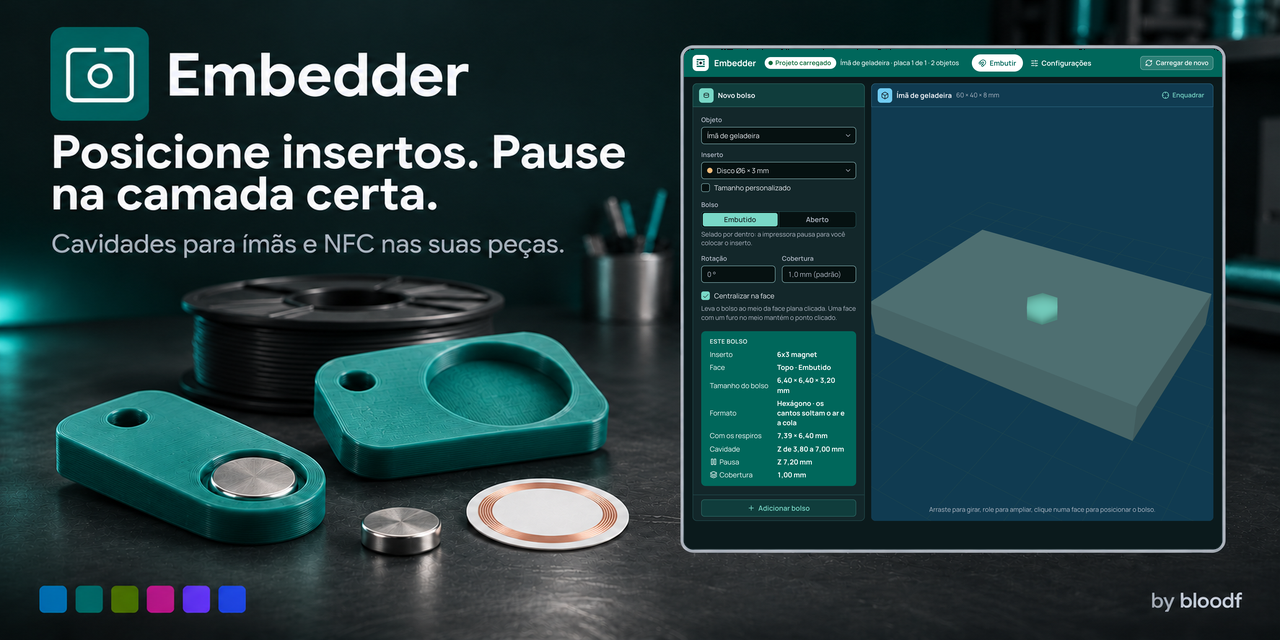 Embedder
Posicione insertos. Pause
na camada certa.
Cavidades para ímãs e NFC nas suas peças.
Embedder
Projeto carregado
Ímã de geladeira · placa 1 de 1 · 2 objetos
Embutir
Configurações
Carregar de novo
Novo bolso
Objeto
Ímã de geladeira
Inserto
Disco Ø6 × 3 mm
Tamanho personalizado
Bolso
Embutido
Aberto
Selado por dentro: a impressora pausa para você
colocar o inserto.
Rotação
Cobertura
0 °
1,0 mm (padrão)
Centralizar na face
Leva o bolso ao meio da face plana clicada. Uma face
com um furo no meio mantém o ponto clicado.
ESTE BOLSO
Inserto 6x3 magnet
Face Topo · Embutido
Tamanho do bolso 6,40 × 6,40 × 3,20
mm
Formato Hexágono · os
cantos soltam o ar e
a cola
Com os respiros 7,39 × 6,40 mm
Cavidade Z de 3,80 a 7,00 mm
Pausa Z 7,20 mm
Cobertura 1,00 mm
+ Adicionar bolso
Ímã de geladeira 60 × 40 × 8 mm
Enquadrar
Arraste para girar, role para ampliar, clique numa face para posicionar o bolso.
by bloodf